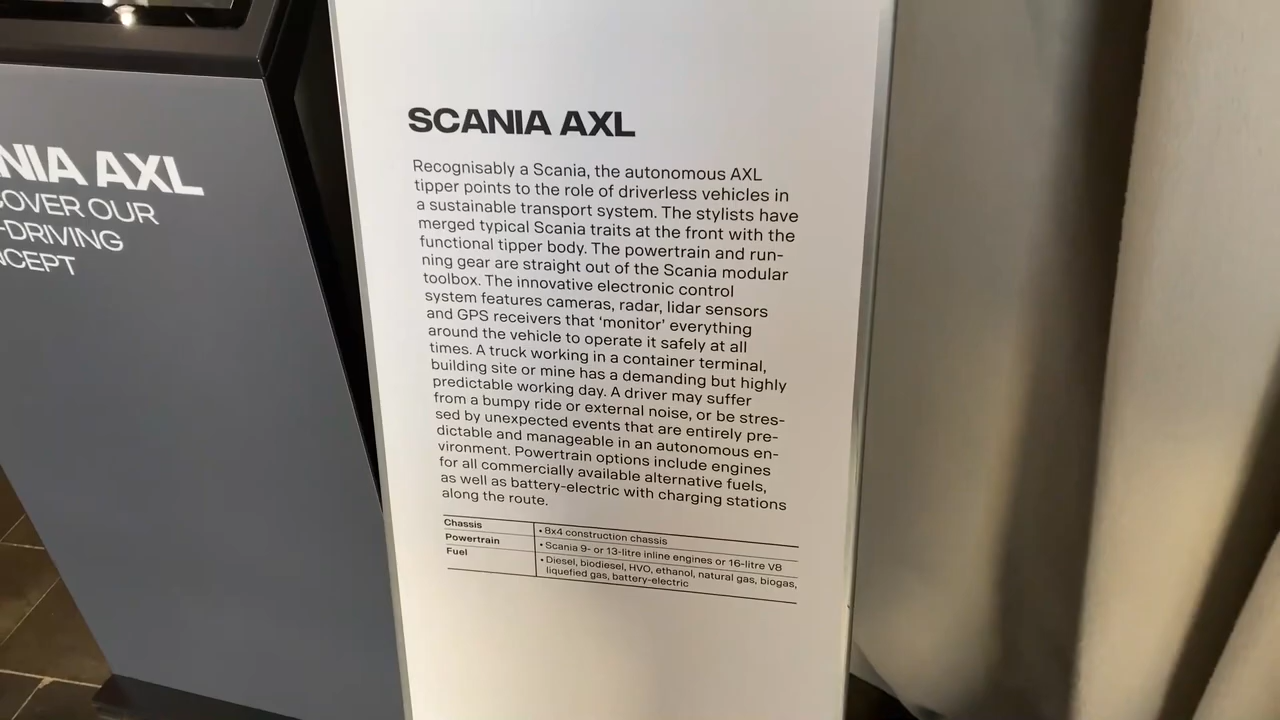 NIA AXL
COVER OUR
-DRIVING
NCEPT
SCANIA AXL
Recognisably a Scania, the autonomous AXL
tipper points to the role of driverless vehicles in
a sustainable transport system. The stylists have
merged typical Scania traits at the front with the
functional tipper body. The powertrain and run-
ning gear are straight out of the Scania modular
toolbox. The innovative electronic control
system features cameras, radar, lidar sensors
and GPS receivers that ‘monitor’ everything
around the vehicle to operate it safely at all
times. A truck working in a container terminal,
building site or mine has a demanding but highly
predictable working day. A driver may suffer
from a bumpy ride or external noise, or be stres-
sed by unexpected events that are entirely pre-
dictable and manageable in an autonomous en-
vironment. Powertrain options include engines
for all commercially available alternative fuels,
as well as battery-electric with charging stations
along the route.
Chassis • 8x4 construction chassis
Powertrain • Scania 9- or 13-litre inline engines or 16-litre V8
Fuel • Diesel, biodiesel, HVO, ethanol, natural gas, biogas,
liquefied gas, battery-electric